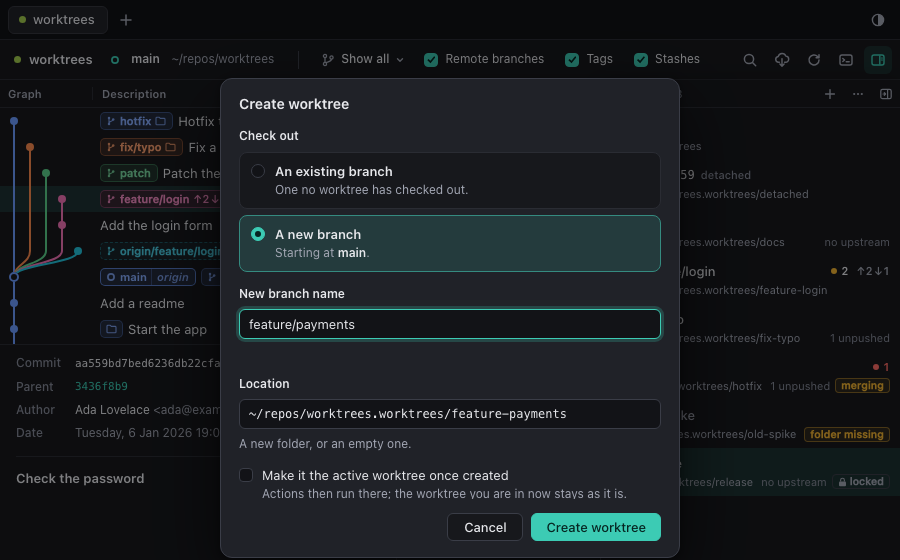 worktrees
worktrees main ~/repos/worktrees Show all Remote branches Tags Stashes
Graph Description
hotfix Hotfix
fix/typo Fix a
patch Patch the
feature/login ↑2↓
Add the login form
origin/feature/login
main origin
Add a readme
Start the app
Commit aa559bd7bed6236db22cfa
Parent 3436f8b9
Author Ada Lovelace <ada@exam
Date Tuesday, 6 Jan 2026 19:0
Check the password
Create worktree
Check out
An existing branch
One no worktree has checked out.
A new branch
Starting at main.
New branch name
feature/payments
Location
~/repos/worktrees.worktrees/feature-payments
A new folder, or an empty one.
Make it the active worktree once created
Actions then run there; the worktree you are in now stays as it is.
Cancel Create worktree
rees
59 detached
rees.worktrees/detached
rees.worktrees/docs no upstream
/login 2 ↑2↓1
rees.worktrees/feature-login
rees.worktrees/fix-typo 1 unpushed
1
worktrees/hotfix 1 unpushed merging
ke
es.worktrees/old-spike folder missing
rees/release no upstream locked